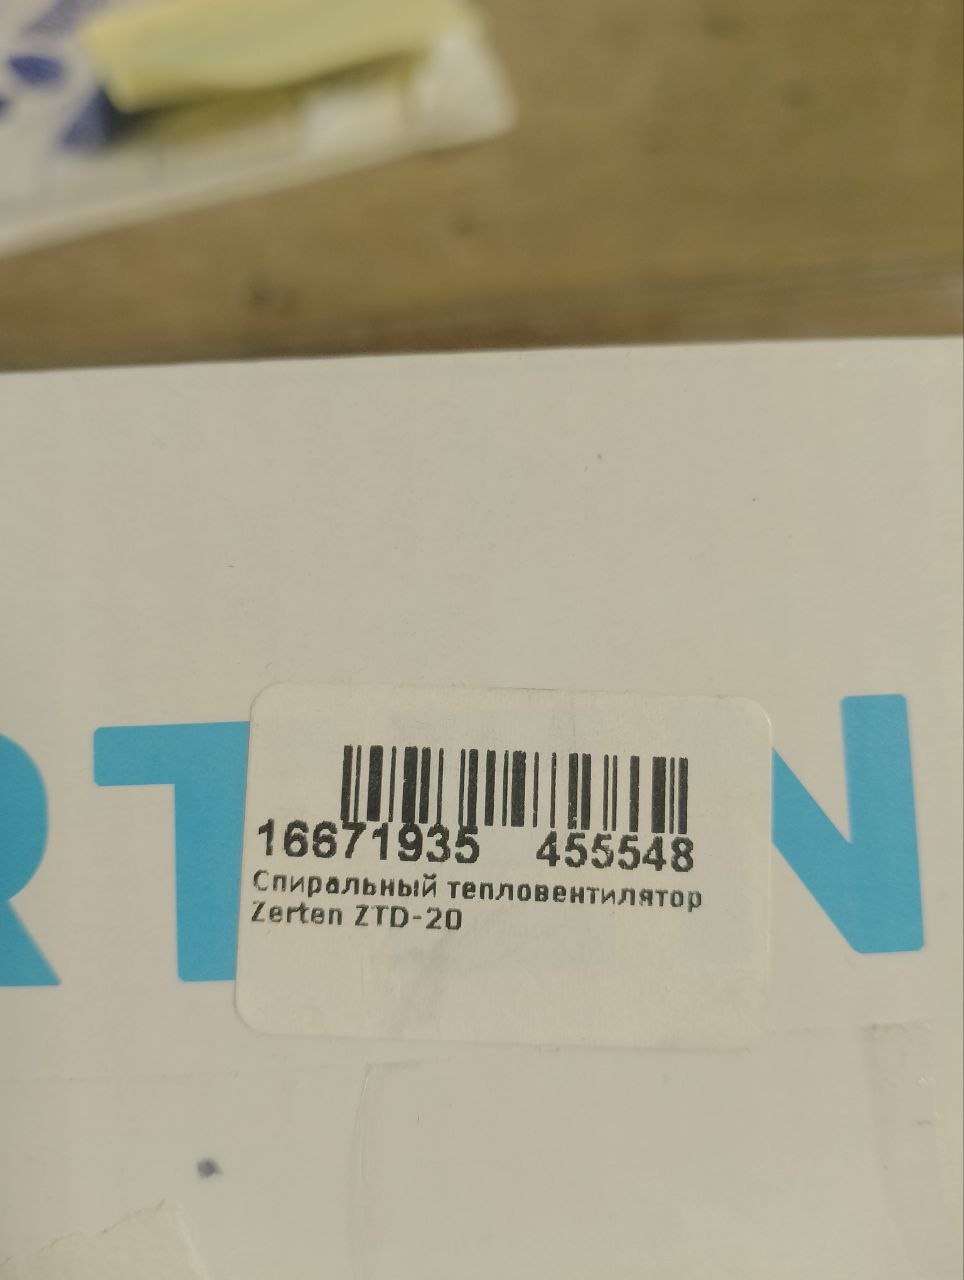 RT N
16671935 455548
Спиральный тепловентилятор
Zerten ZTD-20